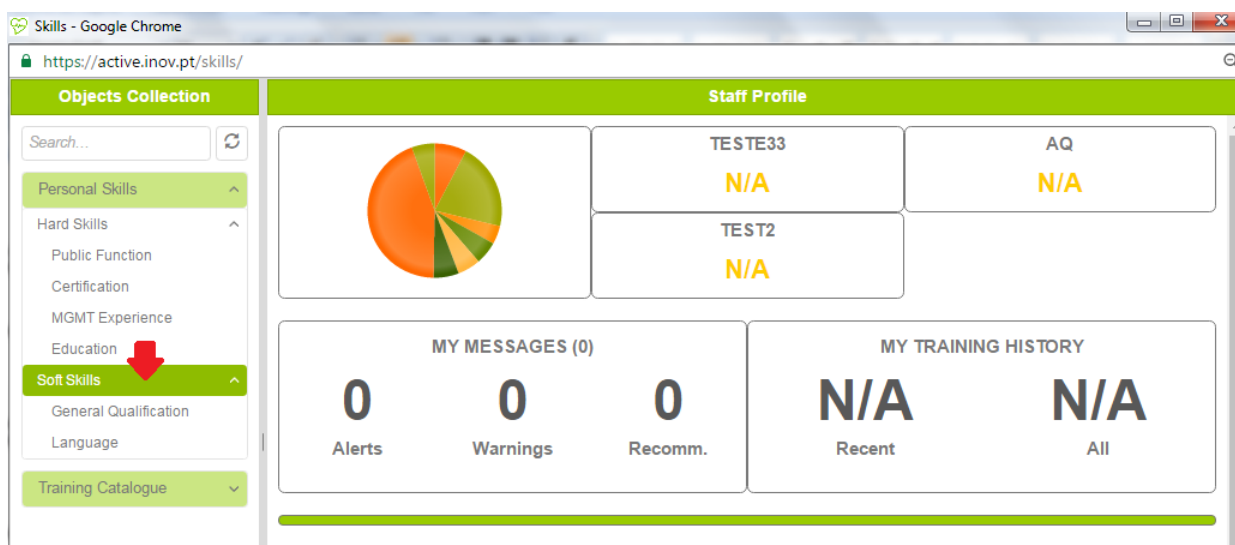 Skills - Google Chrome
https://active.inov.pt/skills/
Objects Collection
Staff Profile
Search...
Personal Skills
Hard Skills
Public Function
Certification
MGMT Experience
Education
Soft Skills
General Qualification
Language
Training Catalogue
TESTE33
N/A
AQ
N/A
TEST2
N/A
MY MESSAGES (0)
0 0 0
Alerts Warnings Recomm.
MY TRAINING HISTORY
N/A N/A
Recent All